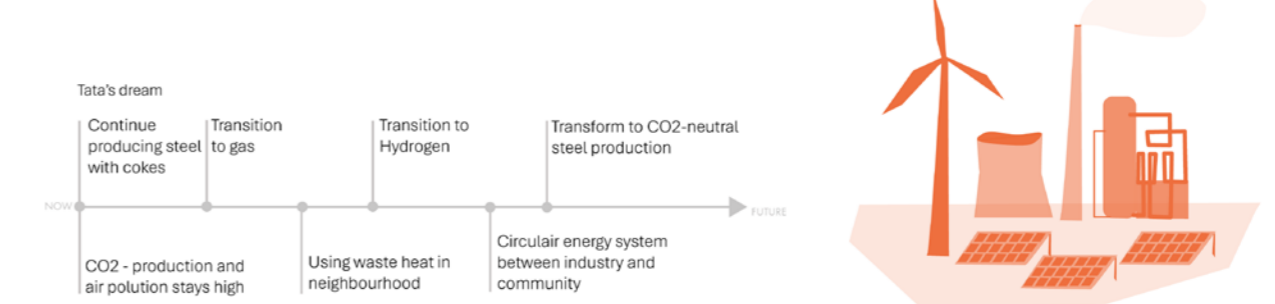 Tata's dream
Continue
producing steel
with cokes
Transition
to gas
Transition to
Hydrogen
Transform to CO2-neutral
steel production
NOW
FUTURE
CO2 - production and
air polution stays high
Using waste heat in
neighbourhood
Circulair energy system
between industry and
community